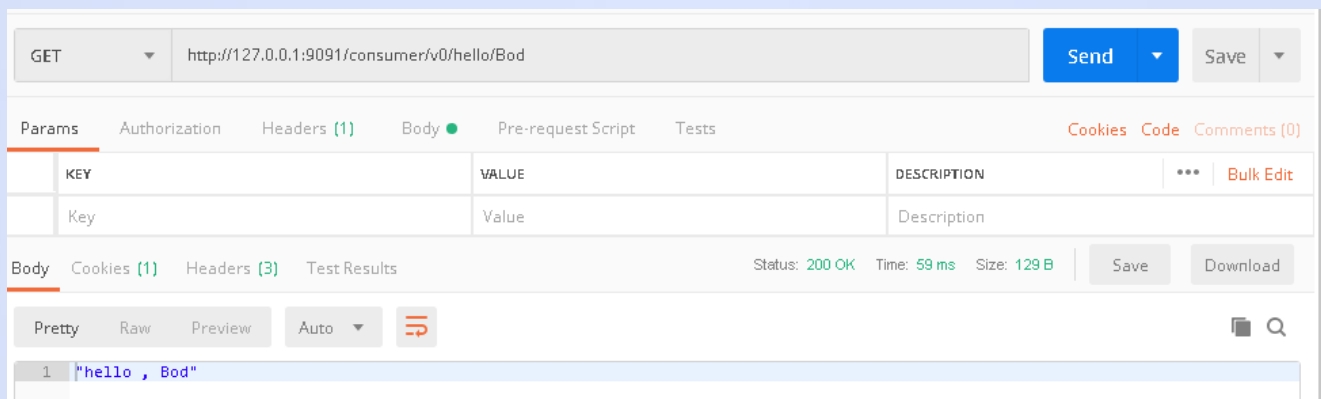 GET http://127.0.0.1:9091/consumer/v0/hello/Bod Send Save
Params Authorization Headers (1) Body Pre-request Script Tests Cookies Code Comments (0)
KEY VALUE DESCRIPTION ••• Bulk Edit
Key Value Description
Body Cookies (1) Headers (3) Test Results Status: 200 OK Time: 59 ms Size: 129 B Save Download
Pretty Raw Preview Auto
1 "hello , Bod"